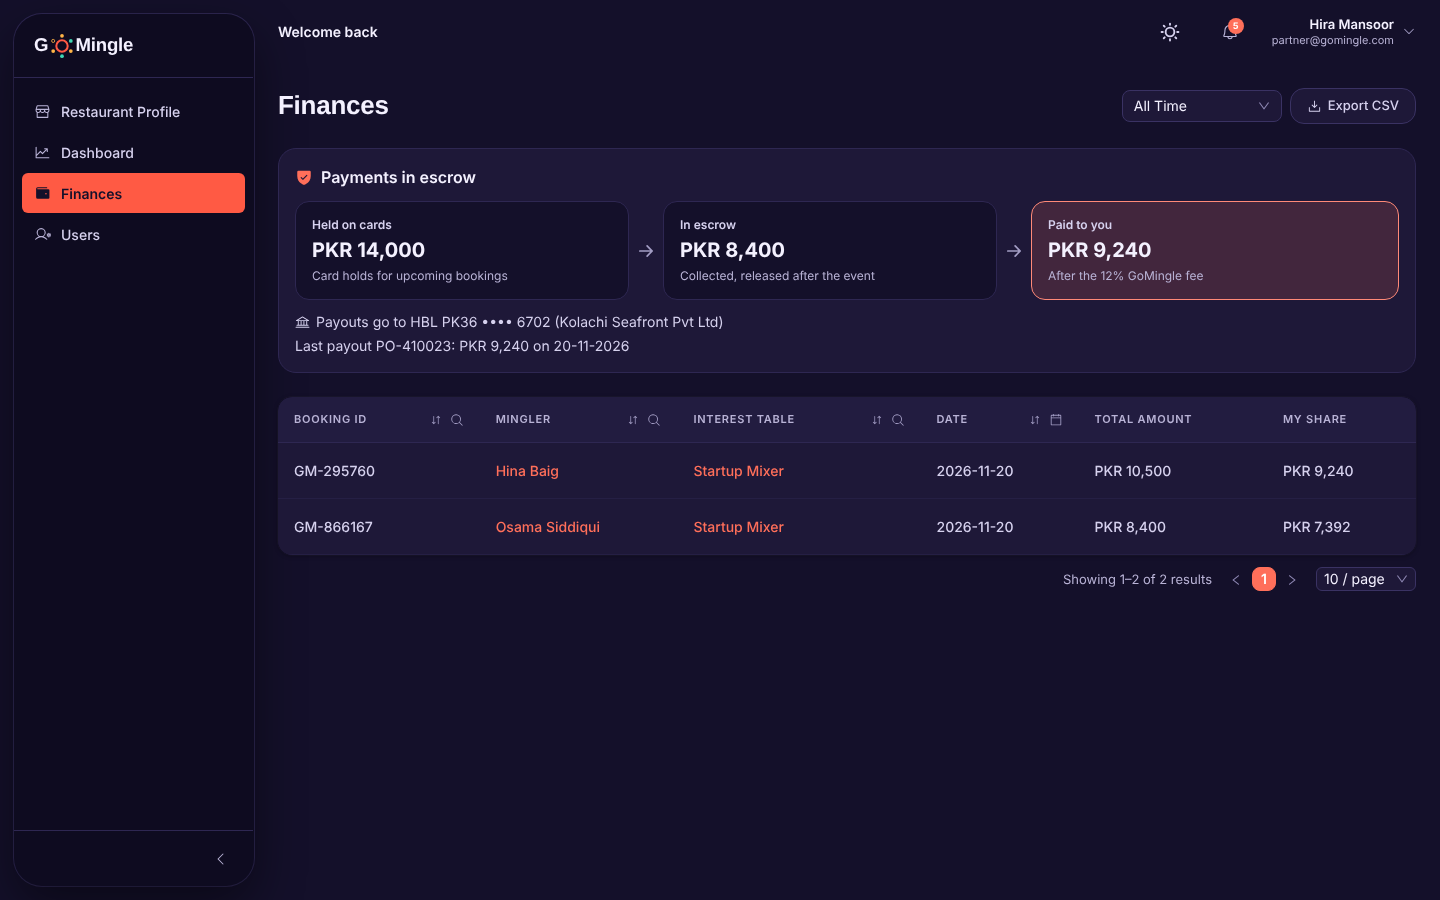 GoMingle
Welcome back
5
Hira Mansoor
partner@gomingle.com
Restaurant Profile
Dashboard
Finances
Users
Finances
All Time
Export CSV
Payments in escrow
Held on cards
PKR 14,000
Card holds for upcoming bookings
In escrow
PKR 8,400
Collected, released after the event
Paid to you
PKR 9,240
After the 12% GoMingle fee
Payouts go to HBL PK36 •••• 6702 (Kolachi Seafront Pvt Ltd)
Last payout PO-410023: PKR 9,240 on 20-11-2026
BOOKING ID MINGLER INTEREST TABLE DATE TOTAL AMOUNT MY SHARE
GM-295760 Hina Baig Startup Mixer 2026-11-20 PKR 10,500 PKR 9,240
GM-866167 Osama Siddiqui Startup Mixer 2026-11-20 PKR 8,400 PKR 7,392
Showing 1–2 of 2 results 1 10 / page